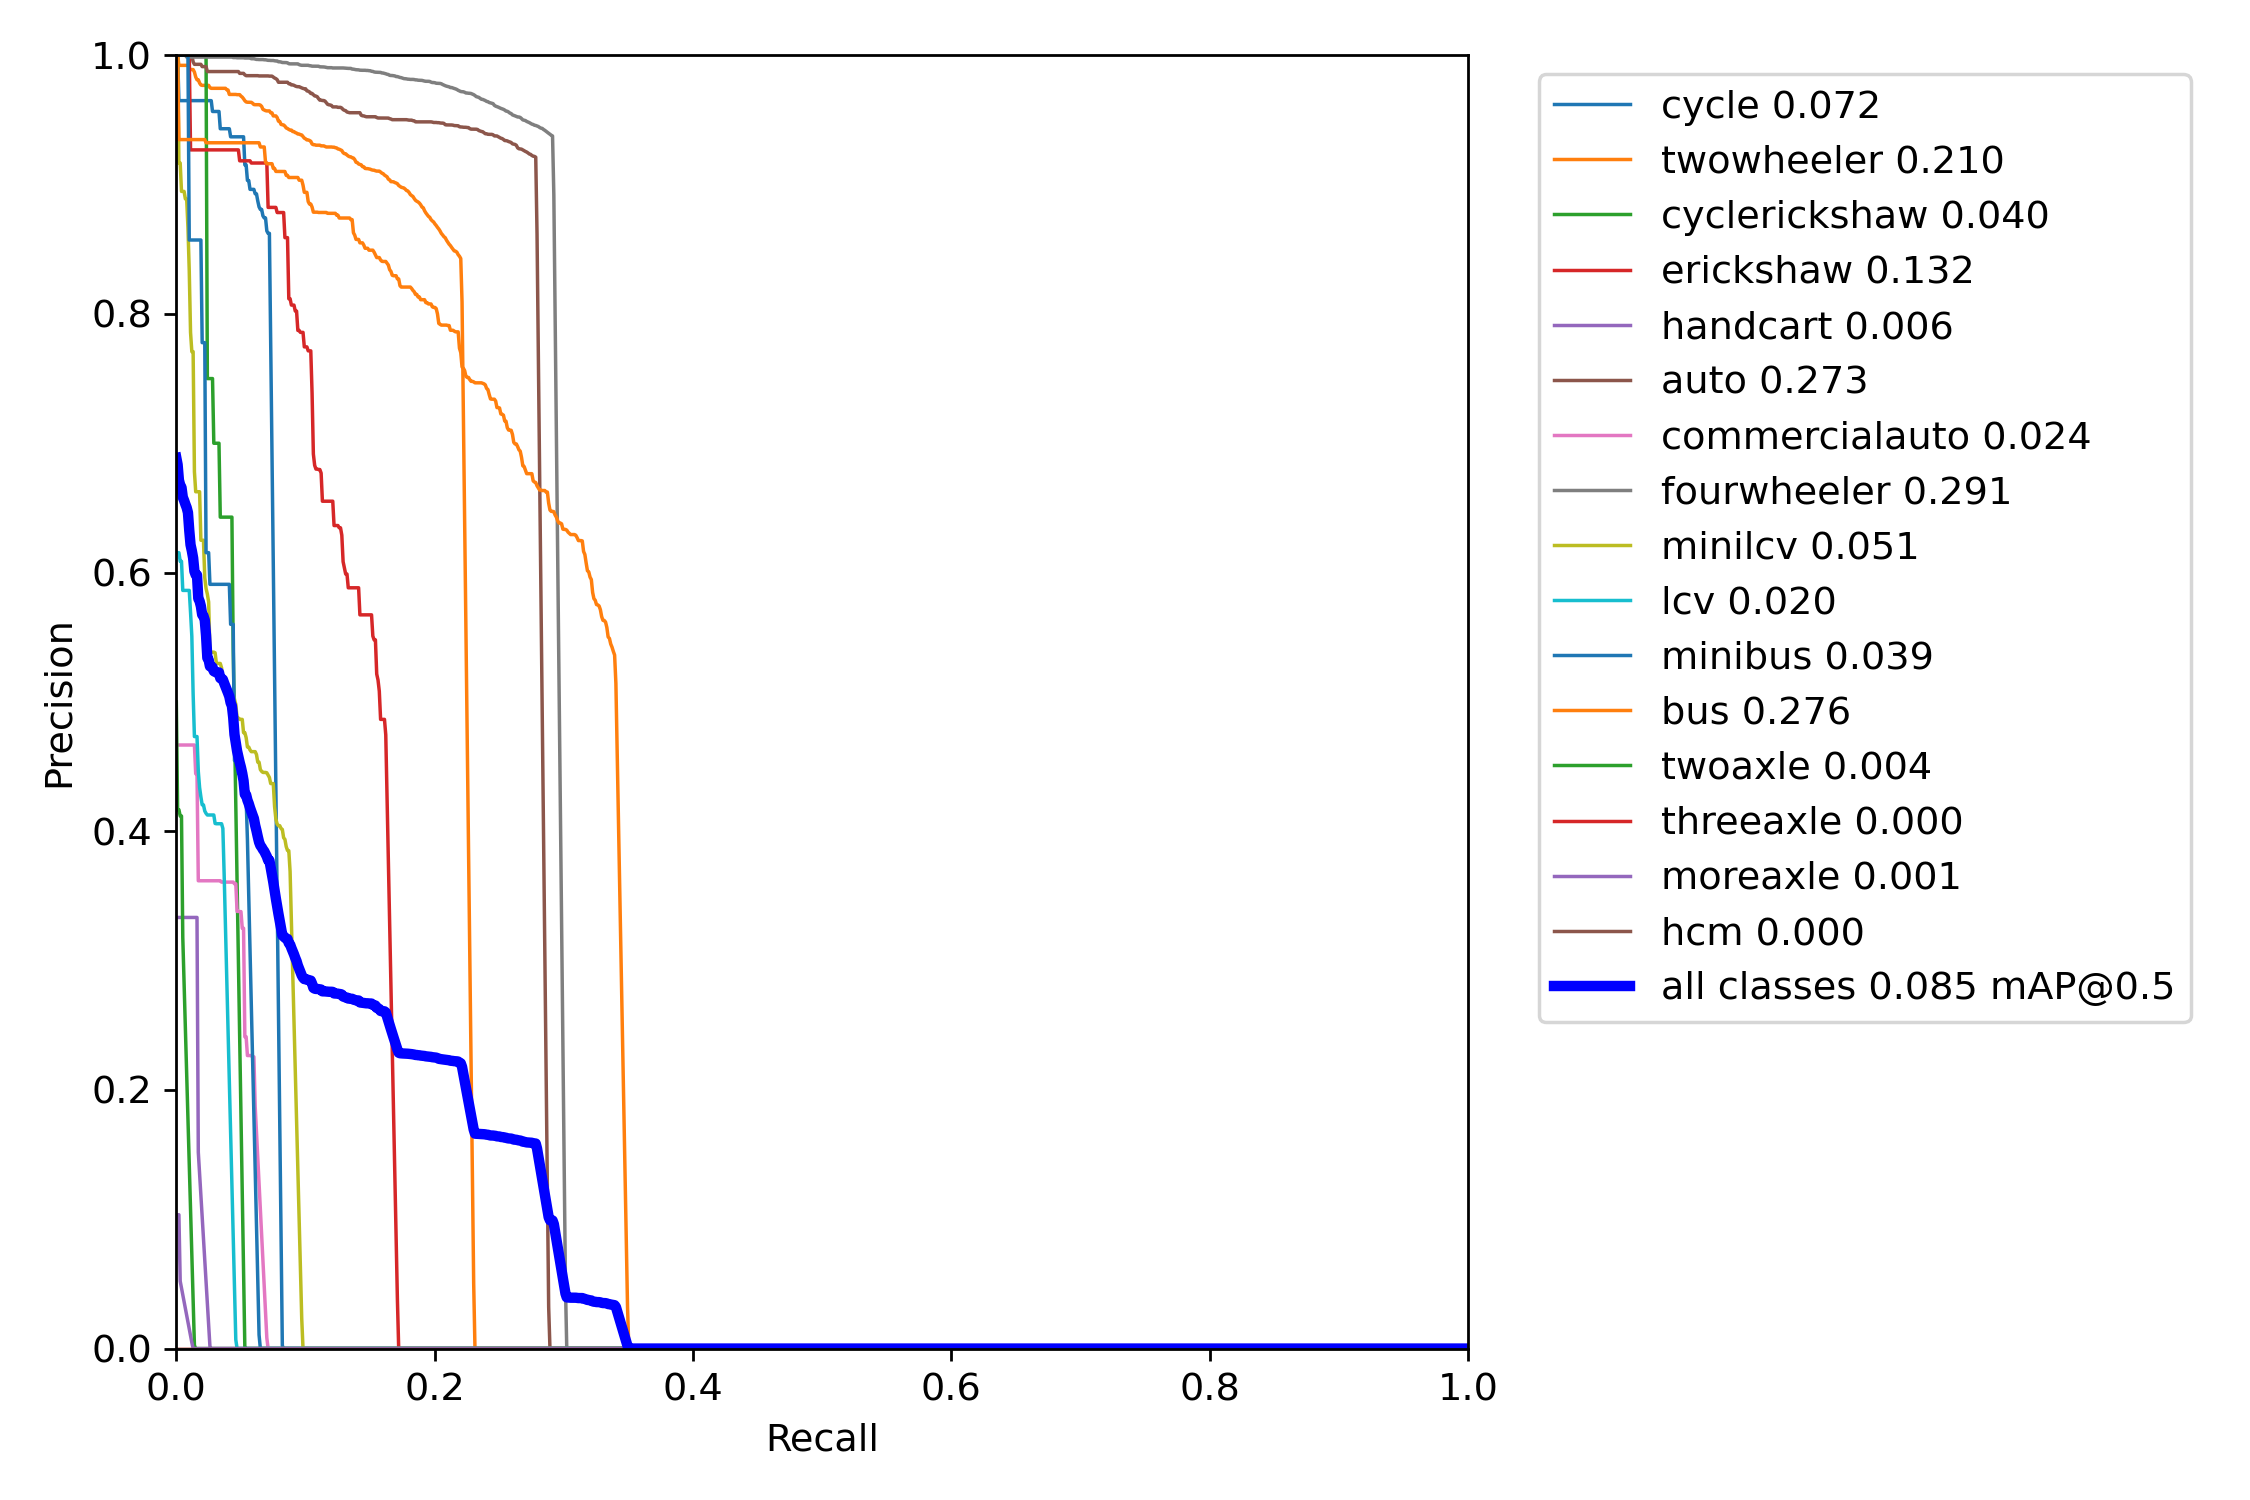 1.0
0.8
0.6
0.4
0.2
0.0
Precision
0.0 0.2 0.4 0.6 0.8 1.0
Recall
cycle 0.072
twowheeler 0.210
cyclerickshaw 0.040
erickshaw 0.132
handcart 0.006
auto 0.273
commercialauto 0.024
fourwheeler 0.291
minilcv 0.051
lcv 0.020
minibus 0.039
bus 0.276
twoaxle 0.004
threeaxle 0.000
moreaxle 0.001
hcm 0.000
all classes 0.085 mAP@0.5